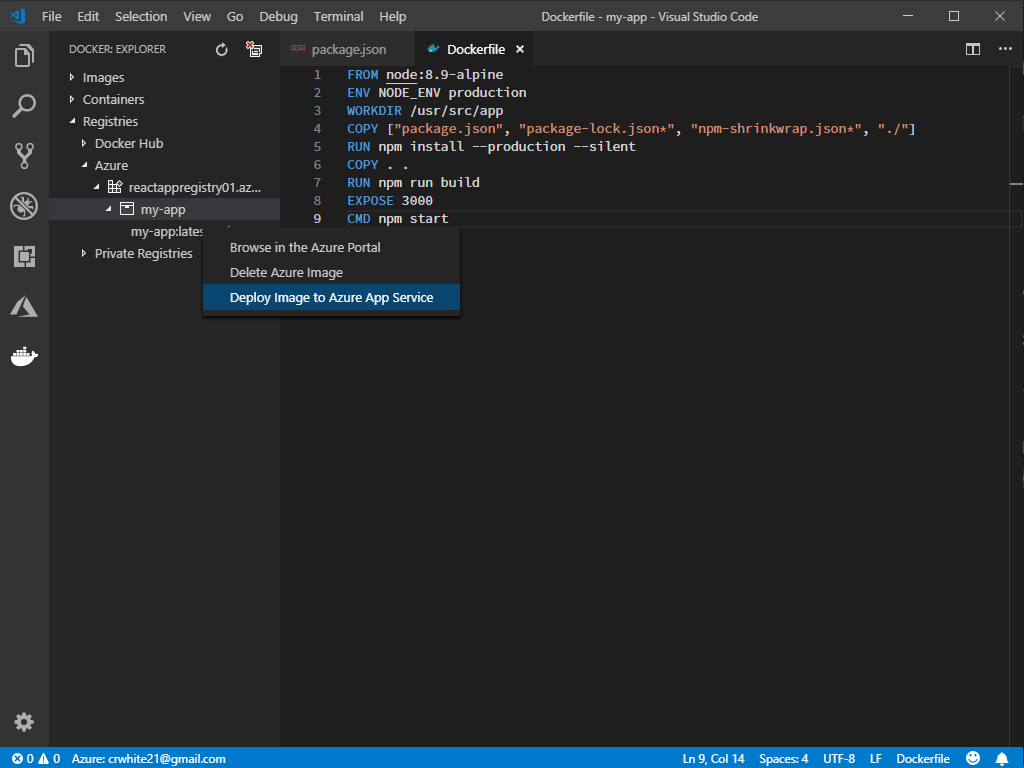 File Edit Selection View Go Debug Terminal Help Dockerfile - my-app - Visual Studio Code
DOCKER: EXPLORER
package.json Dockerfile
Images
Containers
Registries
Docker Hub
Azure
reactappregistry01.az...
my-app
my-app:lates
Private Registries
1 FROM node:8.9-alpine
2 ENV NODE_ENV production
3 WORKDIR /usr/src/app
4 COPY ["package.json", "package-lock.json*", "npm-shrinkwrap.json*", "./"]
5 RUN npm install --production --silent
6 COPY . .
7 RUN npm run build
8 EXPOSE 3000
9 CMD npm start
Browse in the Azure Portal
Delete Azure Image
Deploy Image to Azure App Service
0 0 Azure: crwhite21@gmail.com Ln 9, Col 14 Spaces: 4 UTF-8 LF Dockerfile